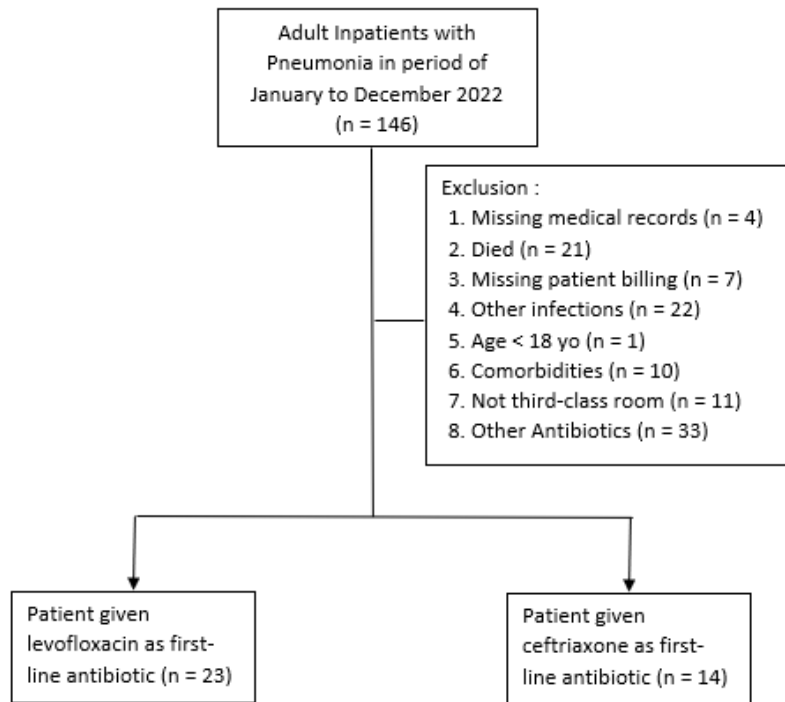 Adult Inpatients with
Pneumonia in period of
January to December 2022
(n = 146)
Exclusion :
1. Missing medical records (n = 4)
2. Died (n = 21)
3. Missing patient billing (n = 7)
4. Other infections (n = 22)
5. Age < 18 yo (n = 1)
6. Comorbidities (n = 10)
7. Not third-class room (n = 11)
8. Other Antibiotics (n = 33)
Patient given
levofloxacin as first-
line antibiotic (n = 23)
Patient given
ceftriaxone as first-
line antibiotic (n = 14)